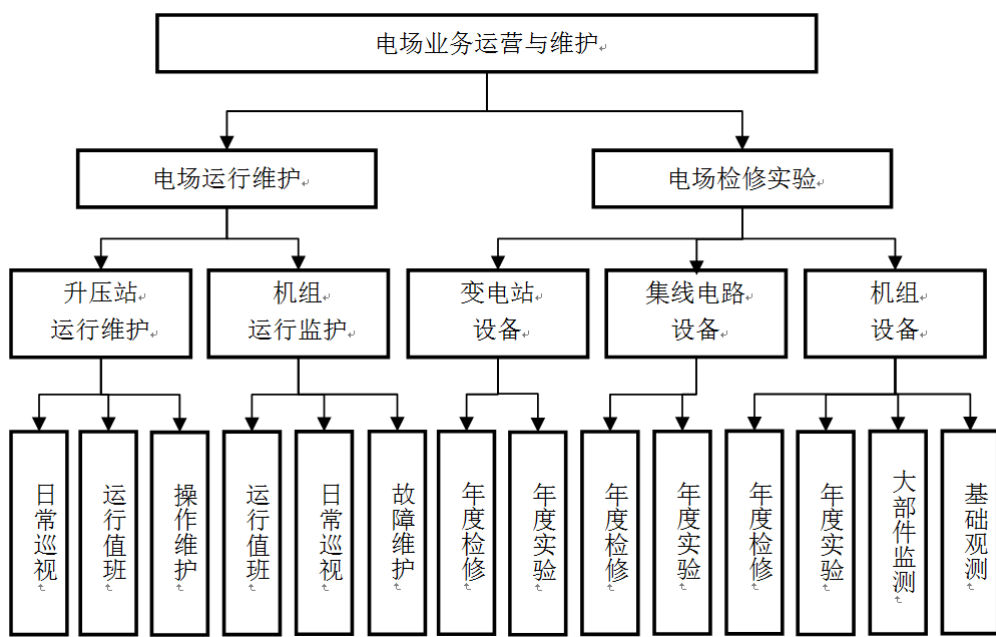 电场业务运营与维护
电场运行维护
电场检修实验
升压站
运行维护
机组
运行监护
变电站
设备
集线电路
设备
机组
设备
日常巡视
运行值班
操作维护
运行值班
日常巡视
故障维护
年度检修
年度实验
年度检修
年度实验
年度检修
年度实验
大部件监测
基础观测